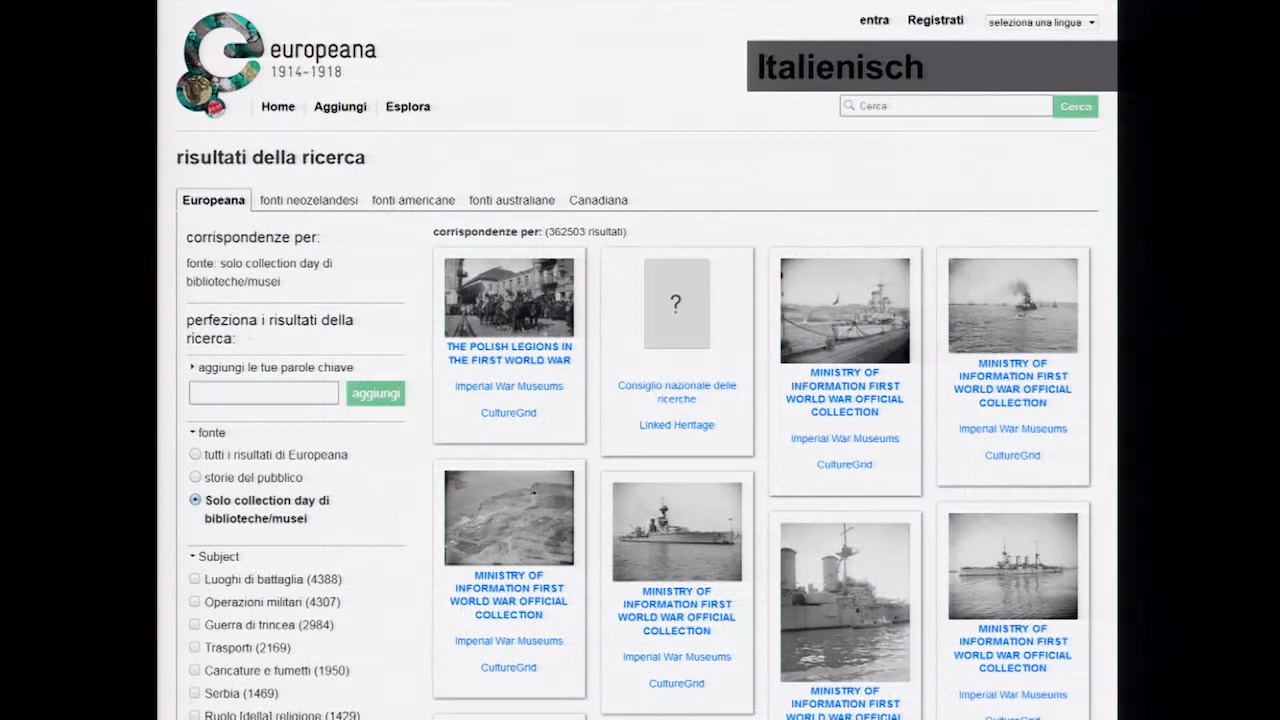 europeana
1914-1918
entra
Registrati
seleziona una lingua
Italienisch
Home
Aggiungi
Esplora
Cerca
Cerca
risultati della ricerca
Europeana
fonti neozelandesi
fonti americane
fonti australiane
Canadiana
corrispondenze per:
fonte: solo collection day di
biblioteche/musei
perfeziona i risultati della
ricerca:
aggiungi le tue parole chiave
aggiungi
fonte
tutti i risultati di Europeana
storie del pubblico
Solo collection day di
biblioteche/musei
Subject
Luoghi di battaglia (4388)
Operazioni militari (4307)
Guerra di trincea (2984)
Trasporti (2169)
Caricature e fumetti (1950)
Serbia (1469)
Ruolo [della] religione (1429)
corrispondenze per: (362503 risultati)
THE POLISH LEGIONS IN
THE FIRST WORLD WAR
Imperial War Museums
CultureGrid
?
Consiglio nazionale delle
ricerche
Linked Heritage
MINISTRY OF
INFORMATION FIRST
WORLD WAR OFFICIAL
COLLECTION
Imperial War Museums
CultureGrid
MINISTRY OF
INFORMATION FIRST
WORLD WAR OFFICIAL
COLLECTION
Imperial War Museums
CultureGrid
MINISTRY OF
INFORMATION FIRST
WORLD WAR OFFICIAL
COLLECTION
Imperial War Museums
CultureGrid
MINISTRY OF
INFORMATION FIRST
WORLD WAR OFFICIAL
COLLECTION
Imperial War Museums
CultureGrid
MINISTRY OF
INFORMATION FIRST
WORLD WAR OFFICIAL
MINISTRY OF
INFORMATION FIRST
WORLD WAR OFFICIAL
COLLECTION
Imperial War Museums
CultureGrid